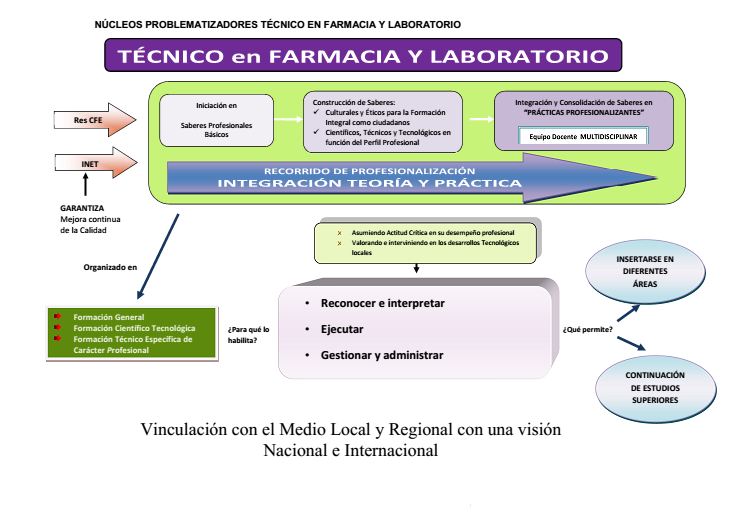 NÚCLEOS PROBLEMATIZADORES TÉCNICO EN FARMACIA Y LABORATORIO
TÉCNICO en FARMACIA Y LABORATORIO
Res CFE
INET
GARANTIZA
Mejora continua
de la Calidad
Iniciación en
Saberes Profesionales
Básicos
Construcción de Saberes:
✓ Culturales y Éticos para la Formación
Integral como ciudadanos
✓ Científicos, Técnicos y Tecnológicos en
función del Perfil Profesional
Integración y Consolidación de Saberes en
"PRÁCTICAS PROFESIONALIZANTES"
Equipo Docente MULTIDISCIPLINAR
RECORRIDO DE PROFESIONALIZACIÓN
INTEGRACIÓN TEORÍA Y PRÁCTICA
Organizado en
Formación General
Formación Científico Tecnológica
Formación Técnico Específica de
Carácter Profesional
¿Para qué lo
habilita?
Asumiendo Actitud Crítica en su desempeño profesional
Valorando e interviniendo en los desarrollos Tecnológicos
locales
• Reconocer e interpretar
• Ejecutar
• Gestionar y administrar
¿Qué permite?
INSERTARSE EN
DIFERENTES
ÁREAS
CONTINUACIÓN
DE ESTUDIOS
SUPERIORES
Vinculación con el Medio Local y Regional con una visión
Nacional e Internacional